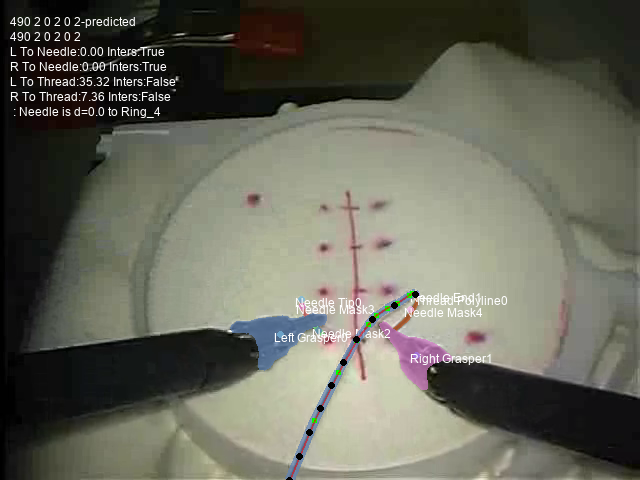 490 2 0 2 0 2-predicted
490 2 0 2 0 2
L To Needle:0.00 Inters:True
R To Needle:0.00 Inters:True
L To Thread:35.32 Inters:False
R To Thread:7.36 Inters:False
: Needle is d=0.0 to Ring_4
Needle Tip0
Needle End1
Thread Polyline0
Needle Mask3
Needle Mask4
Needle Mask2
Left Grasper0
Right Grasper1